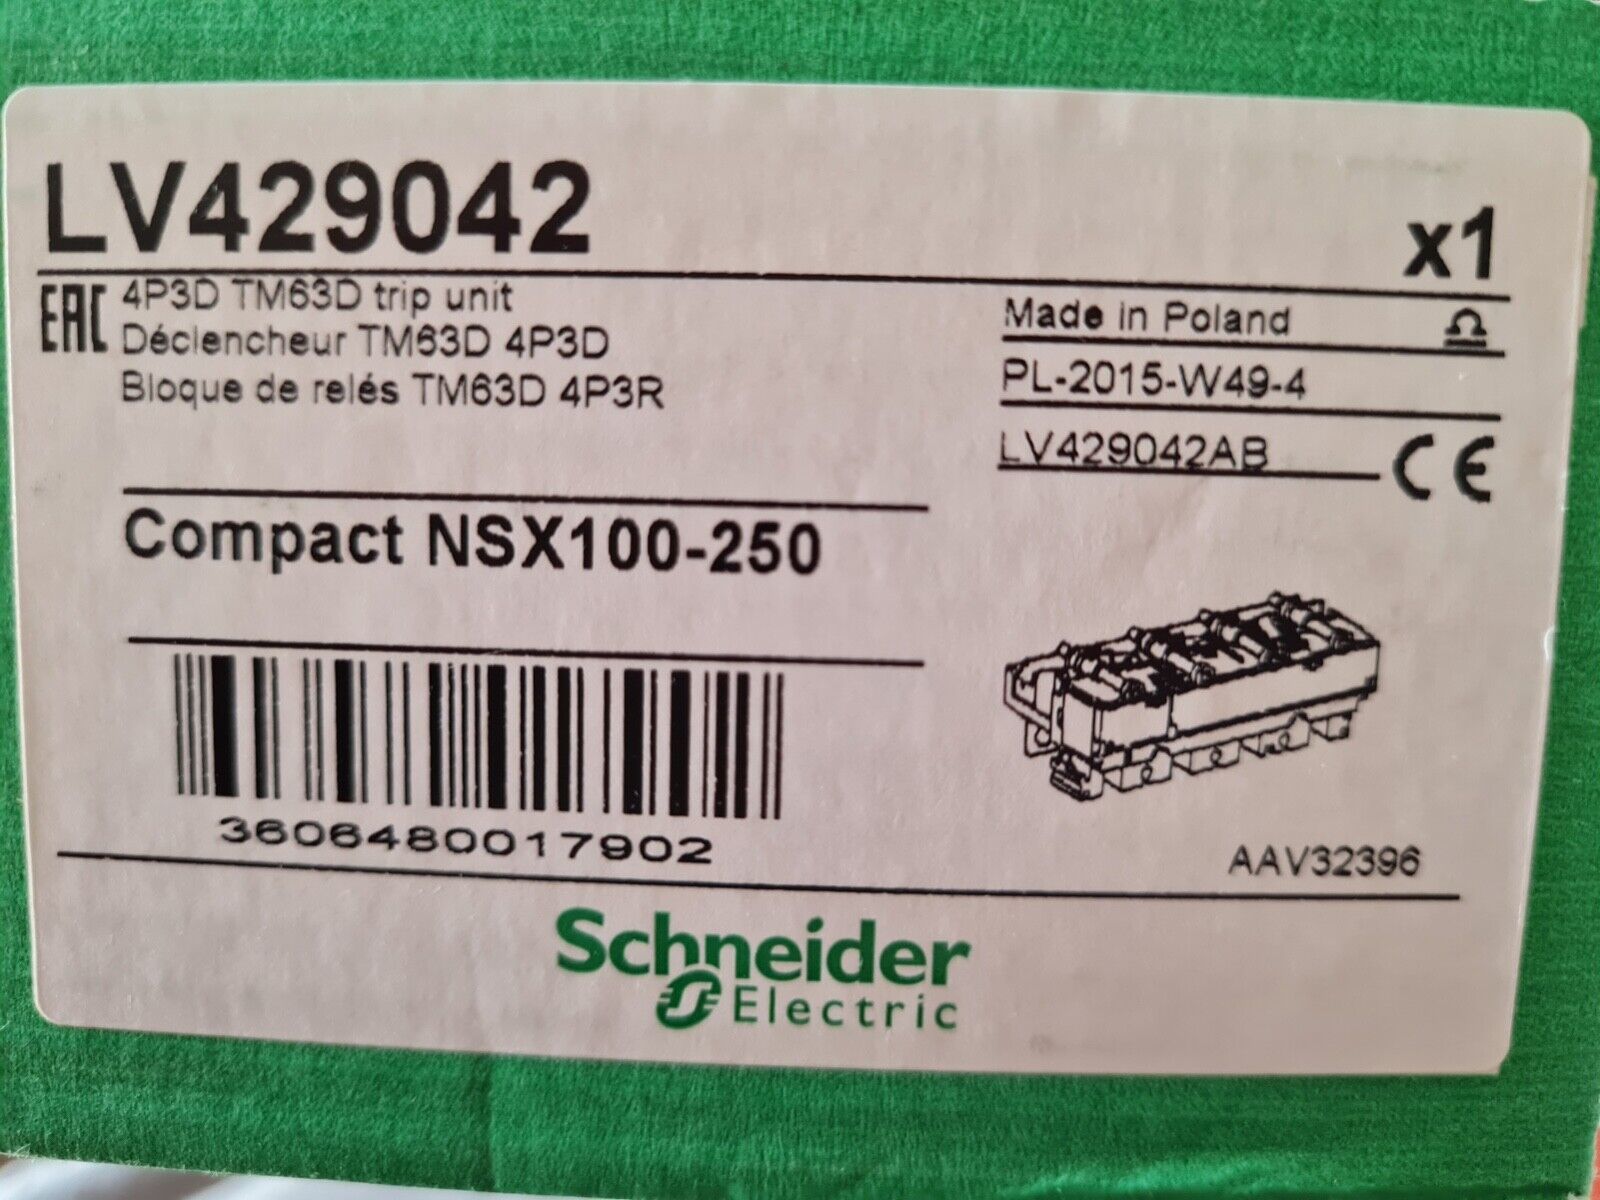 LV429042
x1
EAC
4P3D TM63D trip unit
Déclencheur TM63D 4P3D
Bloque de relés TM63D 4P3R
Made in Poland
PL-2015-W49-4
LV429042AB
CE
Compact NSX100-250
3606480017902
AAV32396
Schneider
Electric